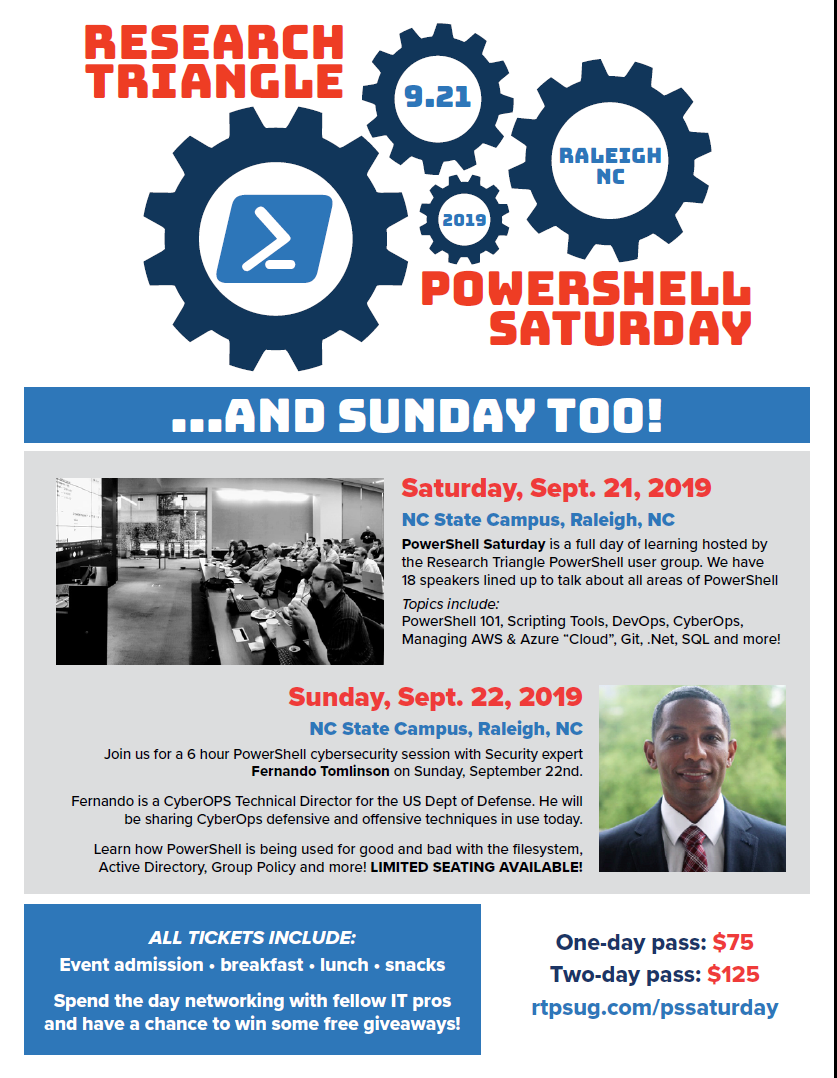 RESEARCH
TRIANGLE
9.21
RALEIGH
NC
2019
POWERSHELL
SATURDAY
...AND SUNDAY TOO!
Saturday, Sept. 21, 2019
NC State Campus, Raleigh, NC
PowerShell Saturday is a full day of learning hosted by
the Research Triangle PowerShell user group. We have
18 speakers lined up to talk about all areas of PowerShell
Topics include:
PowerShell 101, Scripting Tools, DevOps, CyberOps,
Managing AWS & Azure “Cloud”, Git, .Net, SQL and more!
Sunday, Sept. 22, 2019
NC State Campus, Raleigh, NC
Join us for a 6 hour PowerShell cybersecurity session with Security expert
Fernando Tomlinson on Sunday, September 22nd.
Fernando is a CyberOPS Technical Director for the US Dept of Defense. He will
be sharing CyberOps defensive and offensive techniques in use today.
Learn how PowerShell is being used for good and bad with the filesystem,
Active Directory, Group Policy and more! LIMITED SEATING AVAILABLE!
ALL TICKETS INCLUDE:
Event admission • breakfast • lunch • snacks
Spend the day networking with fellow IT pros
and have a chance to win some free giveaways!
One-day pass: $75
Two-day pass: $125
rtpsug.com/pssaturday